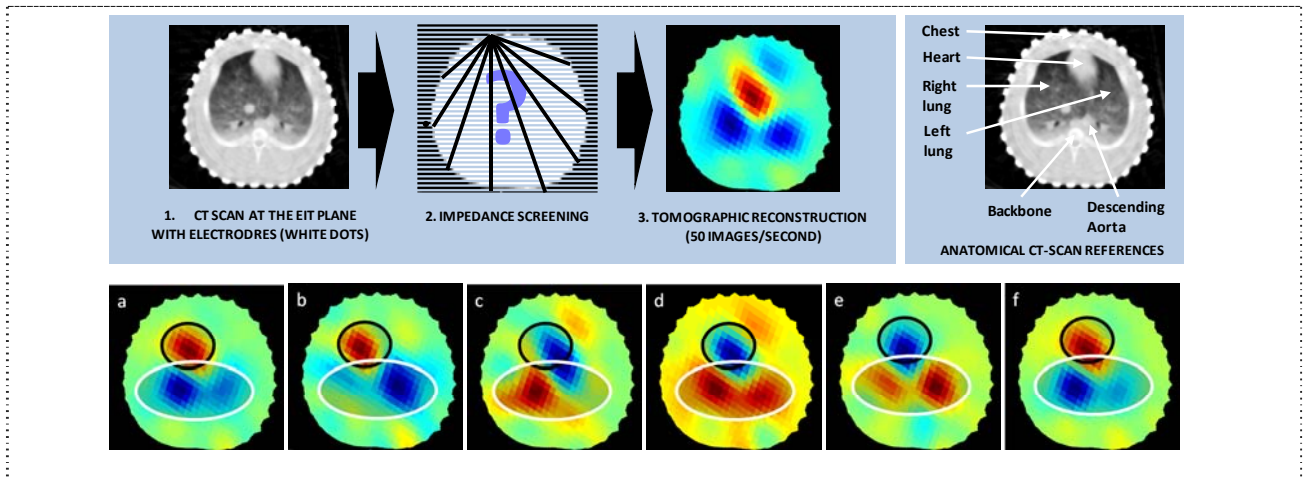 Chest
Heart
Right
lung
Left
lung
Backbone
Descending
Aorta
ANATOMICAL CT-SCAN REFERENCES
?
1. CT SCAN AT THE EIT PLANE
WITH ELECTRODRES (WHITE DOTS)
2. IMPEDANCE SCREENING
3. TOMOGRAPHIC RECONSTRUCTION
(50 IMAGES/SECOND)
a
b
c
d
e
f